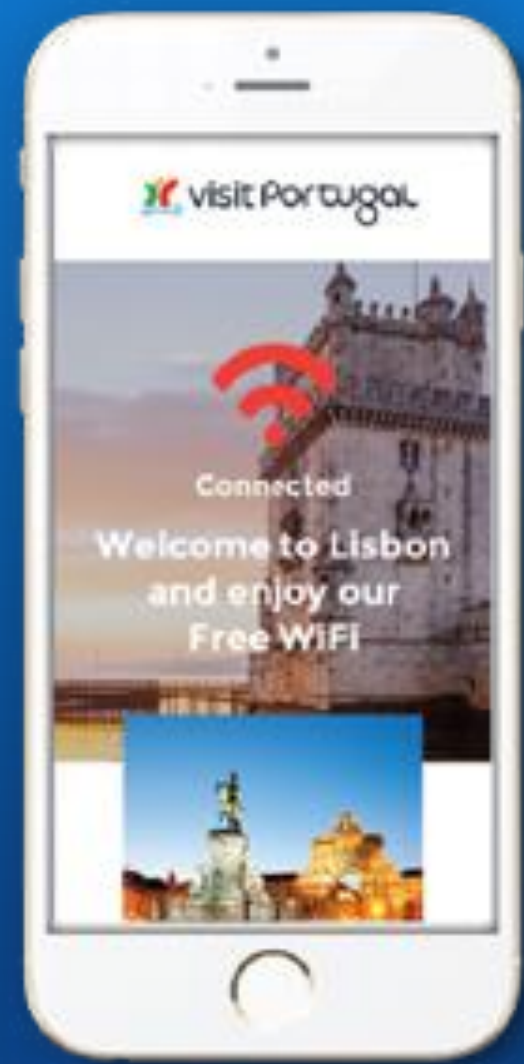 visit Portugal
Connected
Welcome to Lisbon
and enjoy our
Free WiFi